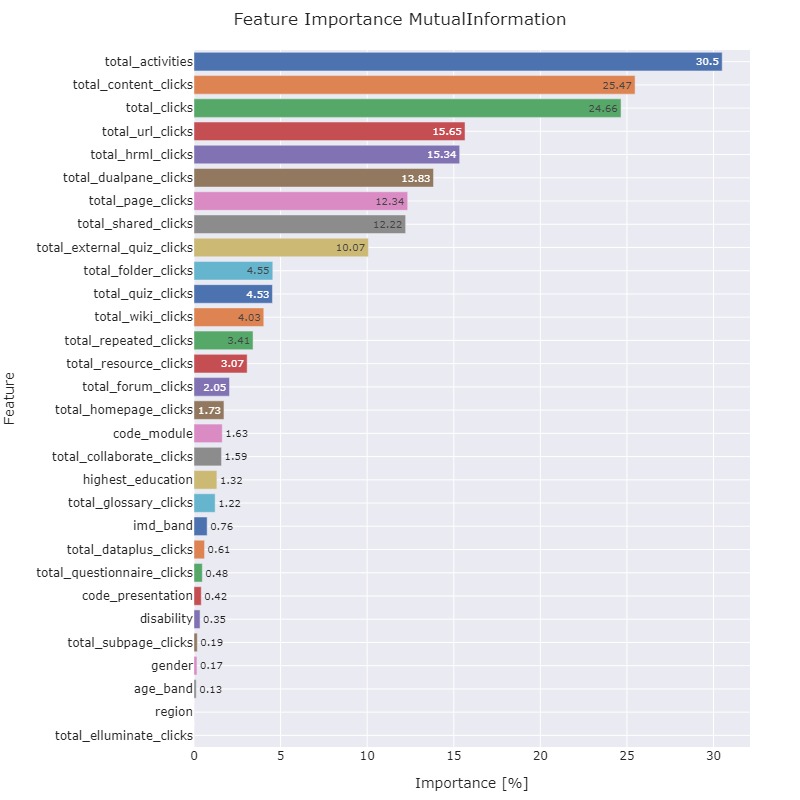 Feature Importance MutualInformation
Feature
total_activities 30.5
total_content_clicks 25.47
total_clicks 24.66
total_url_clicks 15.65
total_hrml_clicks 15.34
total_dualpane_clicks 13.83
total_page_clicks 12.34
total_shared_clicks 12.22
total_external_quiz_clicks 10.07
total_folder_clicks 4.55
total_quiz_clicks 4.53
total_wiki_clicks 4.03
total_repeated_clicks 3.41
total_resource_clicks 3.07
total_forum_clicks 2.05
total_homepage_clicks 1.73
code_module 1.63
total_collaborate_clicks 1.59
highest_education 1.32
total_glossary_clicks 1.22
imd_band 0.76
total_dataplus_clicks 0.61
total_questionnaire_clicks 0.48
code_presentation 0.42
disability 0.35
total_subpage_clicks 0.19
gender 0.17
age_band 0.13
region
total_elluminate_clicks
0 5 10 15 20 25 30
Importance [%]